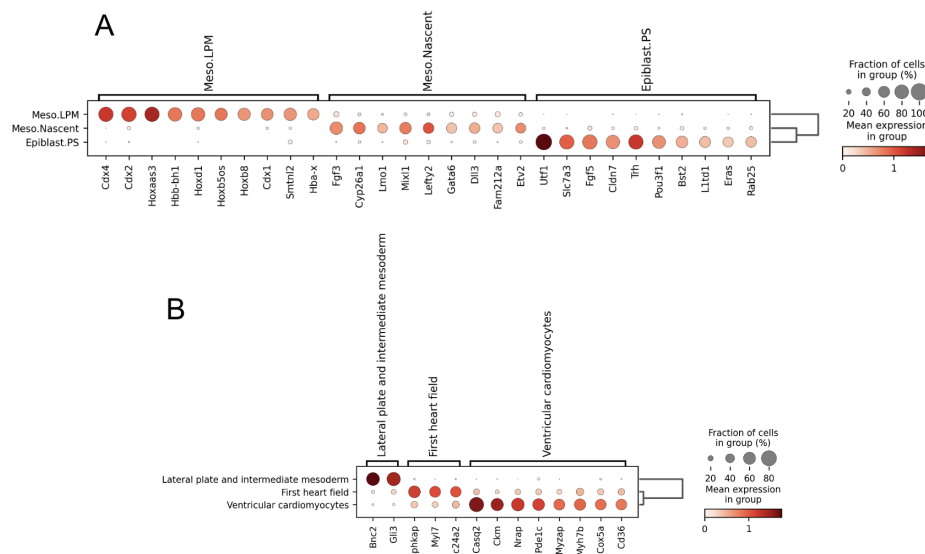 A
Meso.LPM
Meso.Nascent
Epiblast.PS
Meso.LPM
Meso.Nascent
Epiblast.PS
Cdx4
Cdx2
Hoxaas3
Hbb-bh1
Hoxd1
Hoxb5os
Hoxb8
Cdx1
Smtnl2
Hba-x
Fgf3
Cyp26a1
Lmo1
Mixl1
Lefty2
Gata6
Dll3
Fam212a
Etv2
Utf1
Slc7a3
Fgf5
Cldn7
Trh
Pou3f1
Bst2
L1td1
Eras
Rab25
Fraction of cells
in group (%)
20 40 60 80 100
Mean expression
in group
0 1
B
Lateral plate and intermediate mesoderm
First heart field
Ventricular cardiomyocytes
Lateral plate and intermediate mesoderm
First heart field
Ventricular cardiomyocytes
Bnc2
Gli3
phkap
Myl7
c24a2
Casq2
Ckm
Nrap
Pde1c
Myzap
Myh7b
Cox5a
Cd36
Fraction of cells
in group (%)
20 40 60 80
Mean expression
in group
0 1